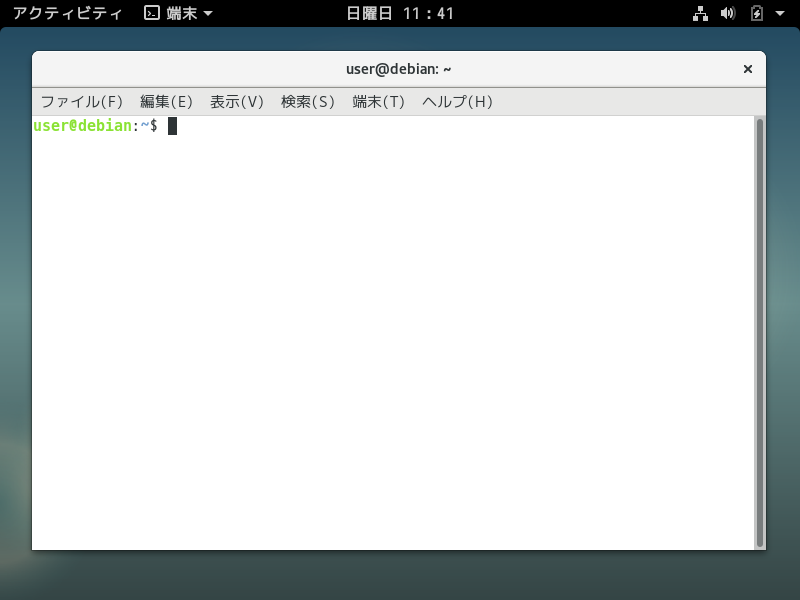 アクティビティ 端末 日曜日 11：41
user@debian: ~
ファイル(F) 編集(E) 表示(V) 検索(S) 端末(T) ヘルプ(H)
user@debian:~$